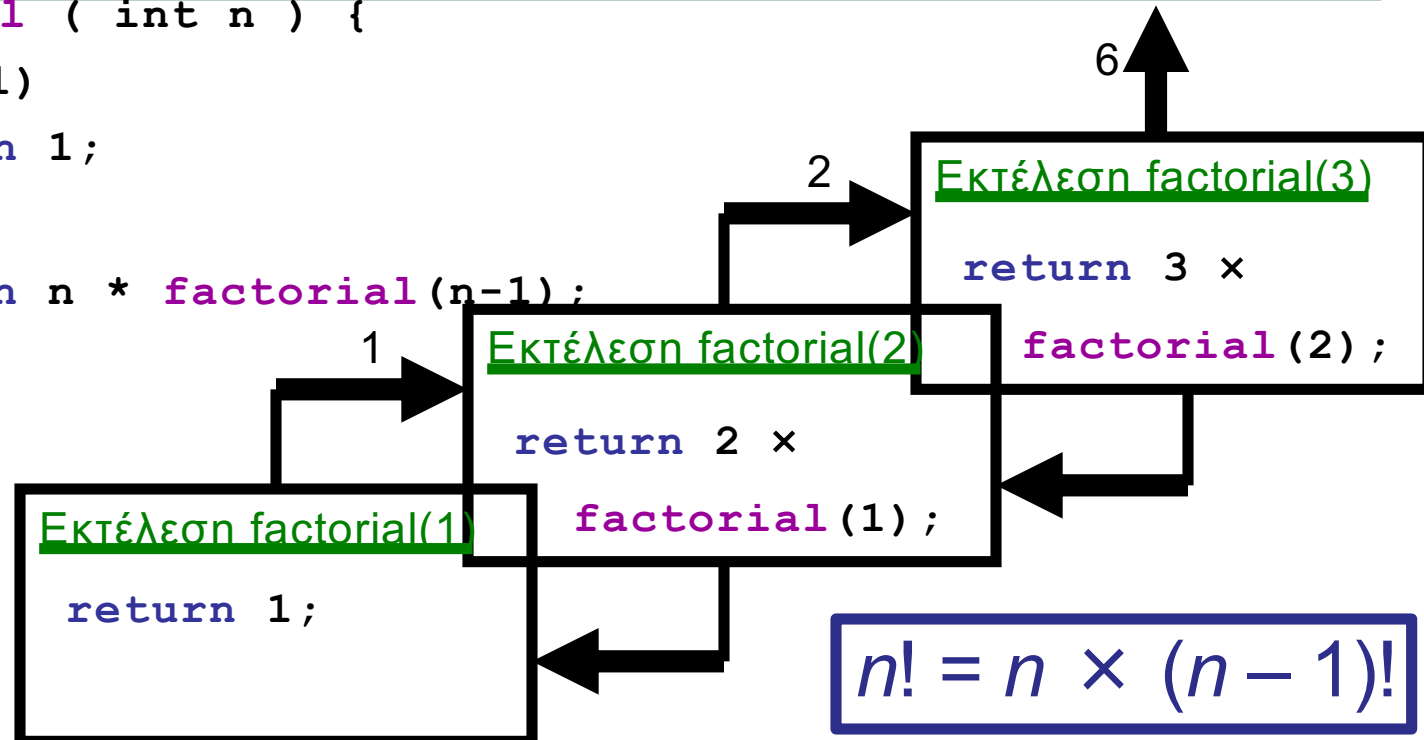 l ( int n ) {
1)
n 1;
n n * factorial(n-1);
6
2
Εκτέλεση factorial(3)
return 3 ×
factorial(2);
1
Εκτέλεση factorial(2)
return 2 ×
factorial(1);
Εκτέλεση factorial(1)
return 1;
n! = n × (n – 1)!